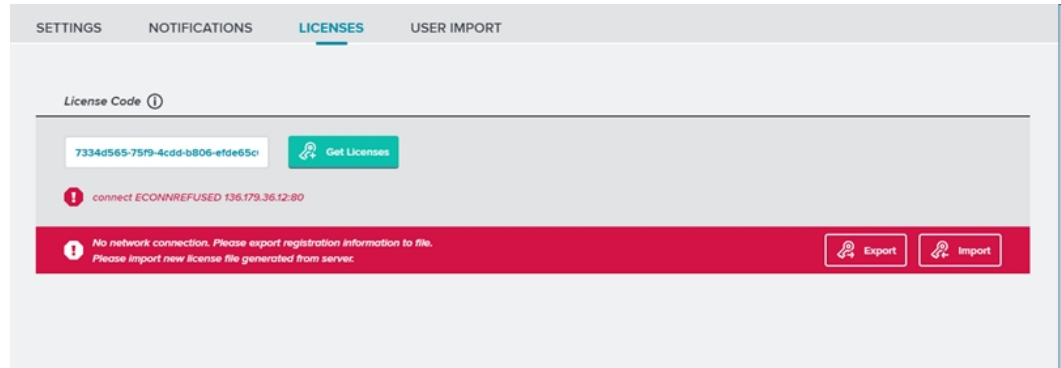 SETTINGS NOTIFICATIONS LICENSES USER IMPORT
License Code
7334d565-75f9-4cdd-b806-efde65c
Get Licenses
connect ECONNREFUSED 136.179.36.12:80
No network connection. Please export registration information to file.
Please import new license file generated from server.
Export
Import